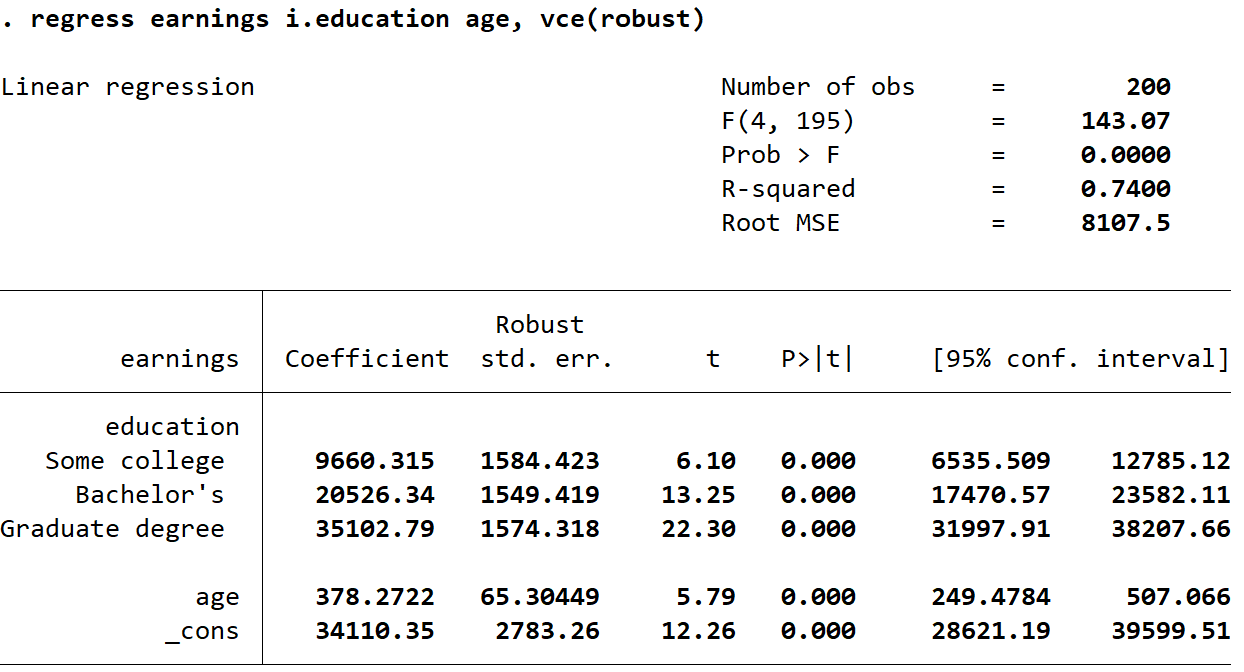 . regress earnings i.education age, vce(robust)
Linear regression Number of obs = 200
F(4, 195) = 143.07
Prob > F = 0.0000
R-squared = 0.7400
Root MSE = 8107.5
Robust
earnings Coefficient std. err. t P>|t| [95% conf. interval]
education
Some college 9660.315 1584.423 6.10 0.000 6535.509 12785.12
Bachelor's 20526.34 1549.419 13.25 0.000 17470.57 23582.11
Graduate degree 35102.79 1574.318 22.30 0.000 31997.91 38207.66
age 378.2722 65.30449 5.79 0.000 249.4784 507.066
_cons 34110.35 2783.26 12.26 0.000 28621.19 39599.51